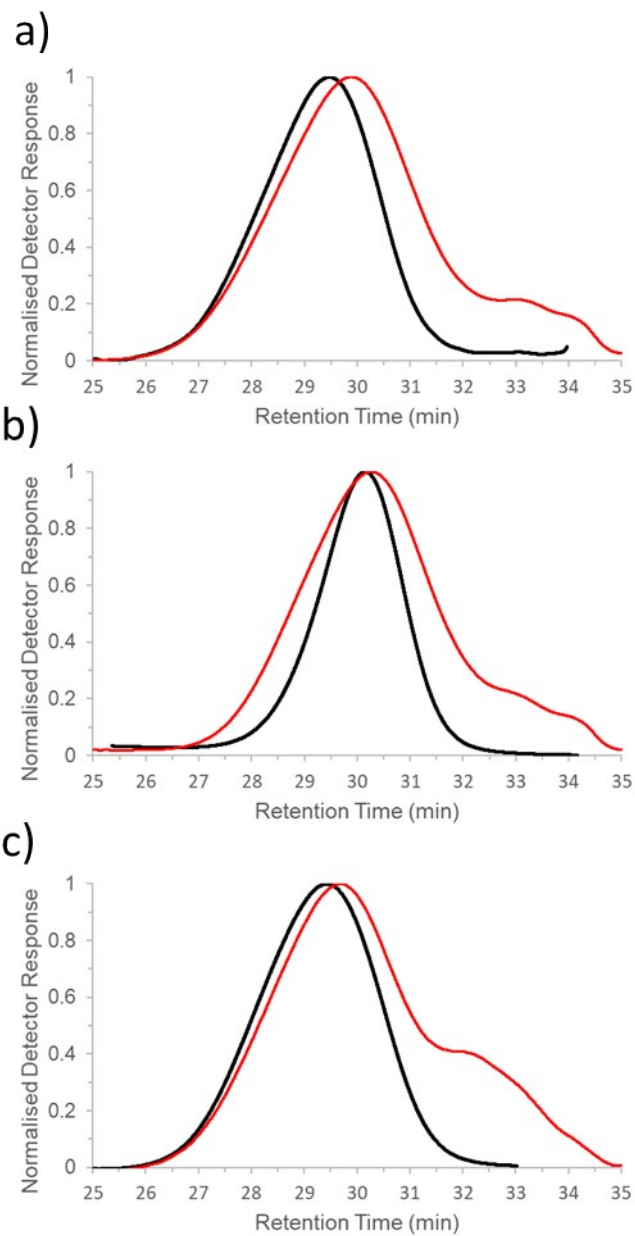 a)
Normalised Detector Response
1
0.8
0.6
0.4
0.2
0
25 26 27 28 29 30 31 32 33 34 35
Retention Time (min)
b)
Normalised Detector Response
1
0.8
0.6
0.4
0.2
0
25 26 27 28 29 30 31 32 33 34 35
Retention Time (min)
c)
Normalised Detector Response
1
0.8
0.6
0.4
0.2
0
25 26 27 28 29 30 31 32 33 34 35
Retention Time (min)